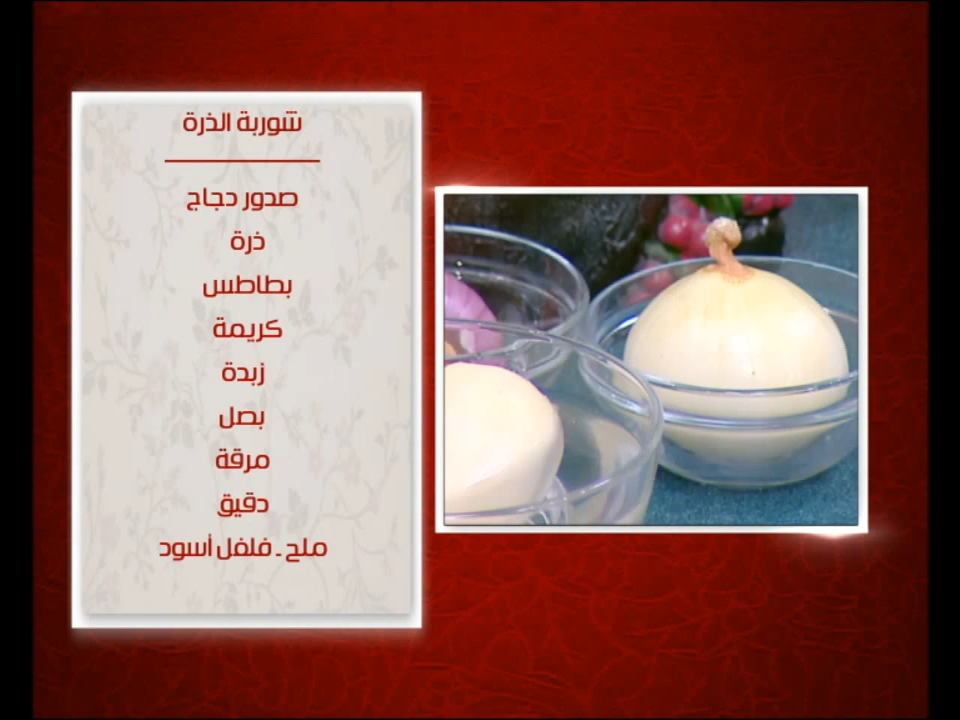 شوربة الذرة
صدور دجاج
ذرة
بطاطس
كريمة
زبدة
بصل
مرقة
دقيق
ملح - فلفل أسود